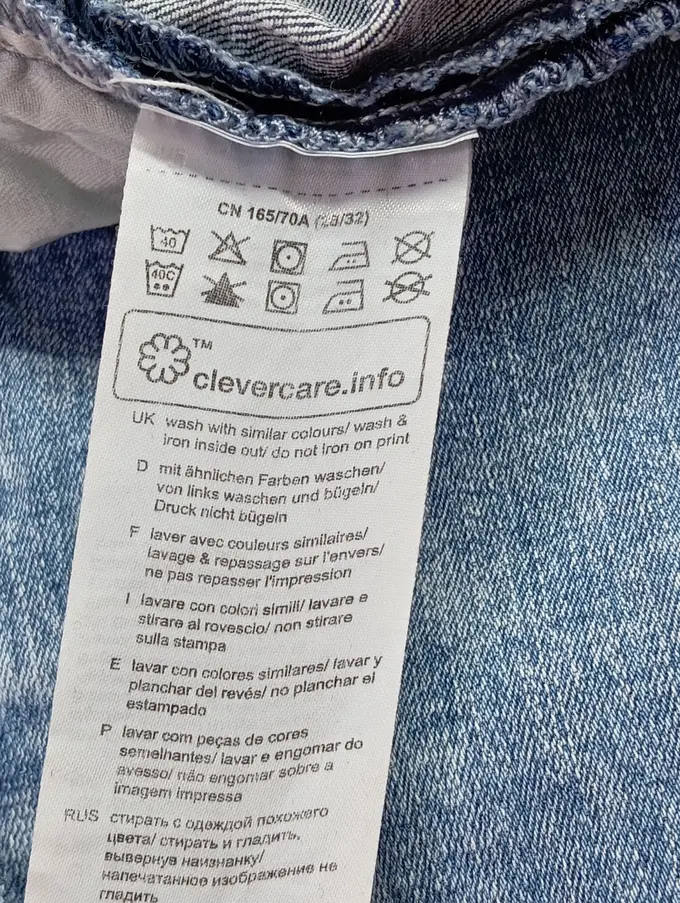 CN 165/70A (28/32)
40
40C
TM
clevercare.info
UK wash with similar colours/ wash &
iron inside out/ do not iron on print
D mit ähnlichen Farben waschen/
von links waschen und bügeln/
Druck nicht bügeln
F laver avec couleurs similaires/
lavage & repassage sur l'envers/
ne pas repasser l'impression
I lavare con colori simili/ lavare e
stirare al rovescio/ non stirare
sulla stampa
E lavar con colores similares/ lavar y
planchar del revés/ no planchar el
estampado
P lavar com peças de cores
semelhantes/ lavar e engomar do
avesso/ não engomar sobre a
imagem impressa
RUS стирать с одеждой похожего
цвета/ стирать и гладить,
вывернув наизнанку/
напечатанное изображение не
гладить